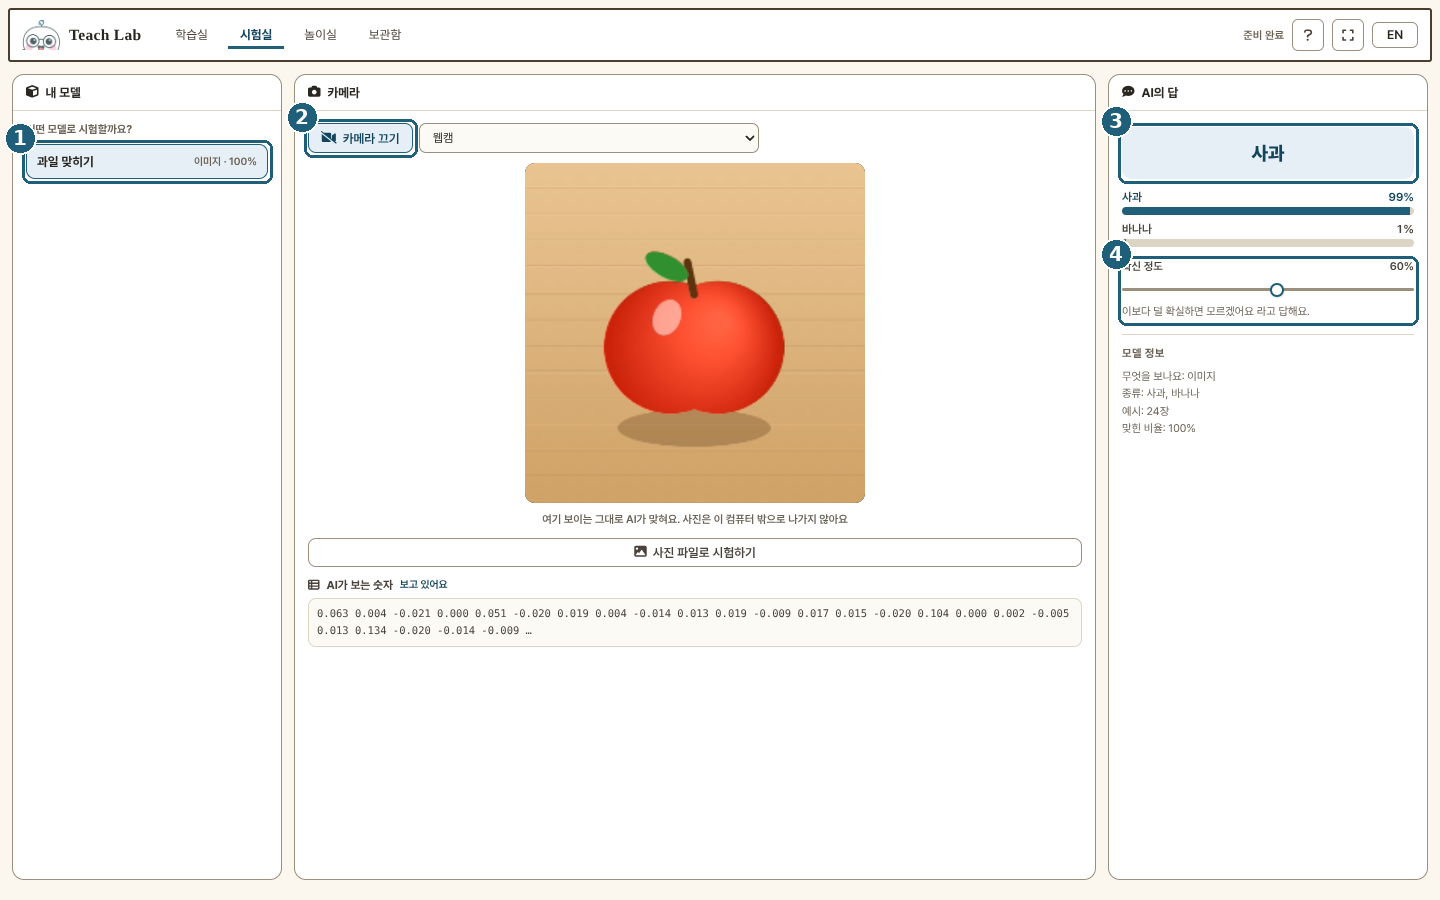 Teach Lab
학습실
시험실
놀이실
보관함
준비 완료
?
EN
내 모델
모델로 시험할까요?
1
과일 맞히기
이미지 · 100%
카메라
2
카메라 끄기
웹캠
여기 보이는 그대로 AI가 맞혀요. 사진은 이 컴퓨터 밖으로 나가지 않아요
사진 파일로 시험하기
AI가 보는 숫자 보고 있어요
0.063 0.004 -0.021 0.000 0.051 -0.020 0.019 0.004 -0.014 0.013 0.019 -0.009 0.017 0.015 -0.020 0.104 0.000 0.002 -0.005
0.013 0.134 -0.020 -0.014 -0.009 …
AI의 답
3
사과
사과 99%
바나나 1%
4
정도 60%
이보다 덜 확실하면 모르겠어요 라고 답해요.
모델 정보
무엇을 보나요: 이미지
종류: 사과, 바나나
예시: 24장
맞힌 비율: 100%